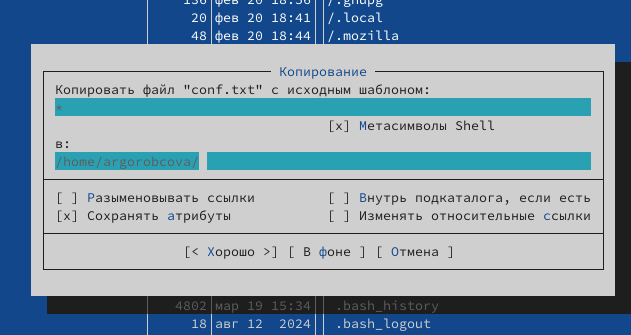 136 фев 20 18:56 /.gnupg
20 фев 20 18:41 /.local
48 фев 20 18:44 /.mozilla
Копирование
Копировать файл "conf.txt" с исходным шаблоном:
*
[x] Метасимволы Shell
в:
/home/argorobcova/
[ ] Разыменовывать ссылки [ ] Внутрь подкаталога, если есть
[x] Сохранять атрибуты [ ] Изменять относительные ссылки
[< Хорошо >] [ В фоне ] [ Отмена ]
4802 мар 19 15:34 .bash_history
18 авг 12 2024 .bash_logout